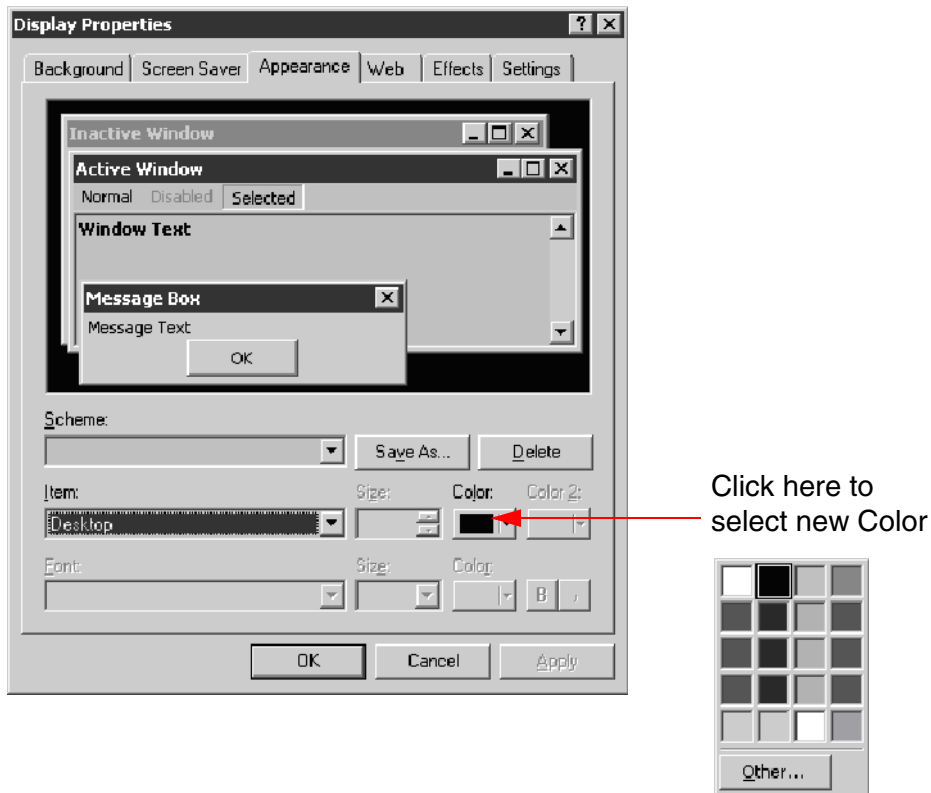 Display Properties
Background Screen Saver Appearance Web Effects Settings
Inactive Window
Active Window
Normal Disabled Selected
Window Text
Message Box
Message Text
OK
Scheme:
Save As... Delete
Item: Size: Color: Color 2:
Desktop
Font: Size: Color:
B /
OK Cancel Apply
Click here to
select new Color
Other...